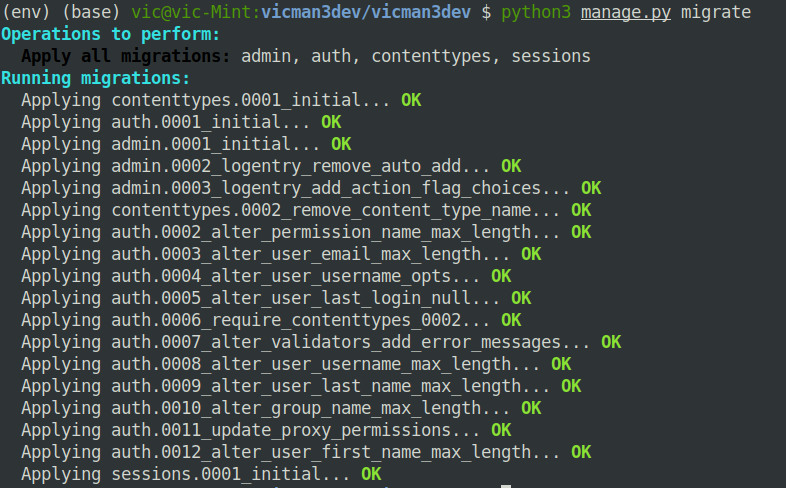 (env) (base) vic@vic-Mint:vicman3dev/vicman3dev $ python3 manage.py migrate
Operations to perform:
  Apply all migrations: admin, auth, contenttypes, sessions
Running migrations:
  Applying contenttypes.0001_initial... OK
  Applying auth.0001_initial... OK
  Applying admin.0001_initial... OK
  Applying admin.0002_logentry_remove_auto_add... OK
  Applying admin.0003_logentry_add_action_flag_choices... OK
  Applying contenttypes.0002_remove_content_type_name... OK
  Applying auth.0002_alter_permission_name_max_length... OK
  Applying auth.0003_alter_user_email_max_length... OK
  Applying auth.0004_alter_user_username_opts... OK
  Applying auth.0005_alter_user_last_login_null... OK
  Applying auth.0006_require_contenttypes_0002... OK
  Applying auth.0007_alter_validators_add_error_messages... OK
  Applying auth.0008_alter_user_username_max_length... OK
  Applying auth.0009_alter_user_last_name_max_length... OK
  Applying auth.0010_alter_group_name_max_length... OK
  Applying auth.0011_update_proxy_permissions... OK
  Applying auth.0012_alter_user_first_name_max_length... OK
  Applying sessions.0001_initial... OK